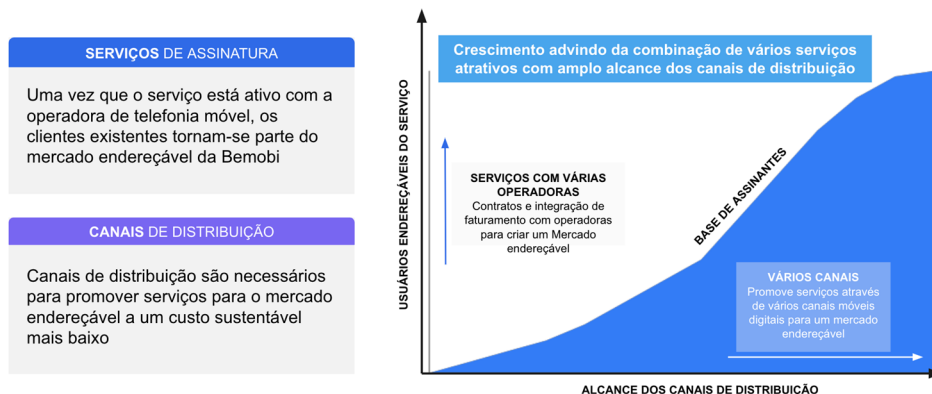 SERVIÇOS DE ASSINATURA
Uma vez que o serviço está ativo com a
operadora de telefonia móvel, os
clientes existentes tornam-se parte do
mercado endereçável da Bemobi
CANAIS DE DISTRIBUIÇÃO
Canais de distribuição são necessários
para promover serviços para o mercado
endereçável a um custo sustentável
mais baixo
USUÁRIOS ENDEREÇÁVEIS DO SERVIÇO
Crescimento advindo da combinação de vários serviços
atrativos com amplo alcance dos canais de distribuição
SERVIÇOS COM VÁRIAS
OPERADORAS
Contratos e integração de
faturamento com operadoras
para criar um Mercado
endereçável
BASE DE ASSINANTES
VÁRIOS CANAIS
Promove serviços através
de vários canais móveis
digitais para um mercado
endereçável
ALCANCE DOS CANAIS DE DISTRIBUIÇÃO